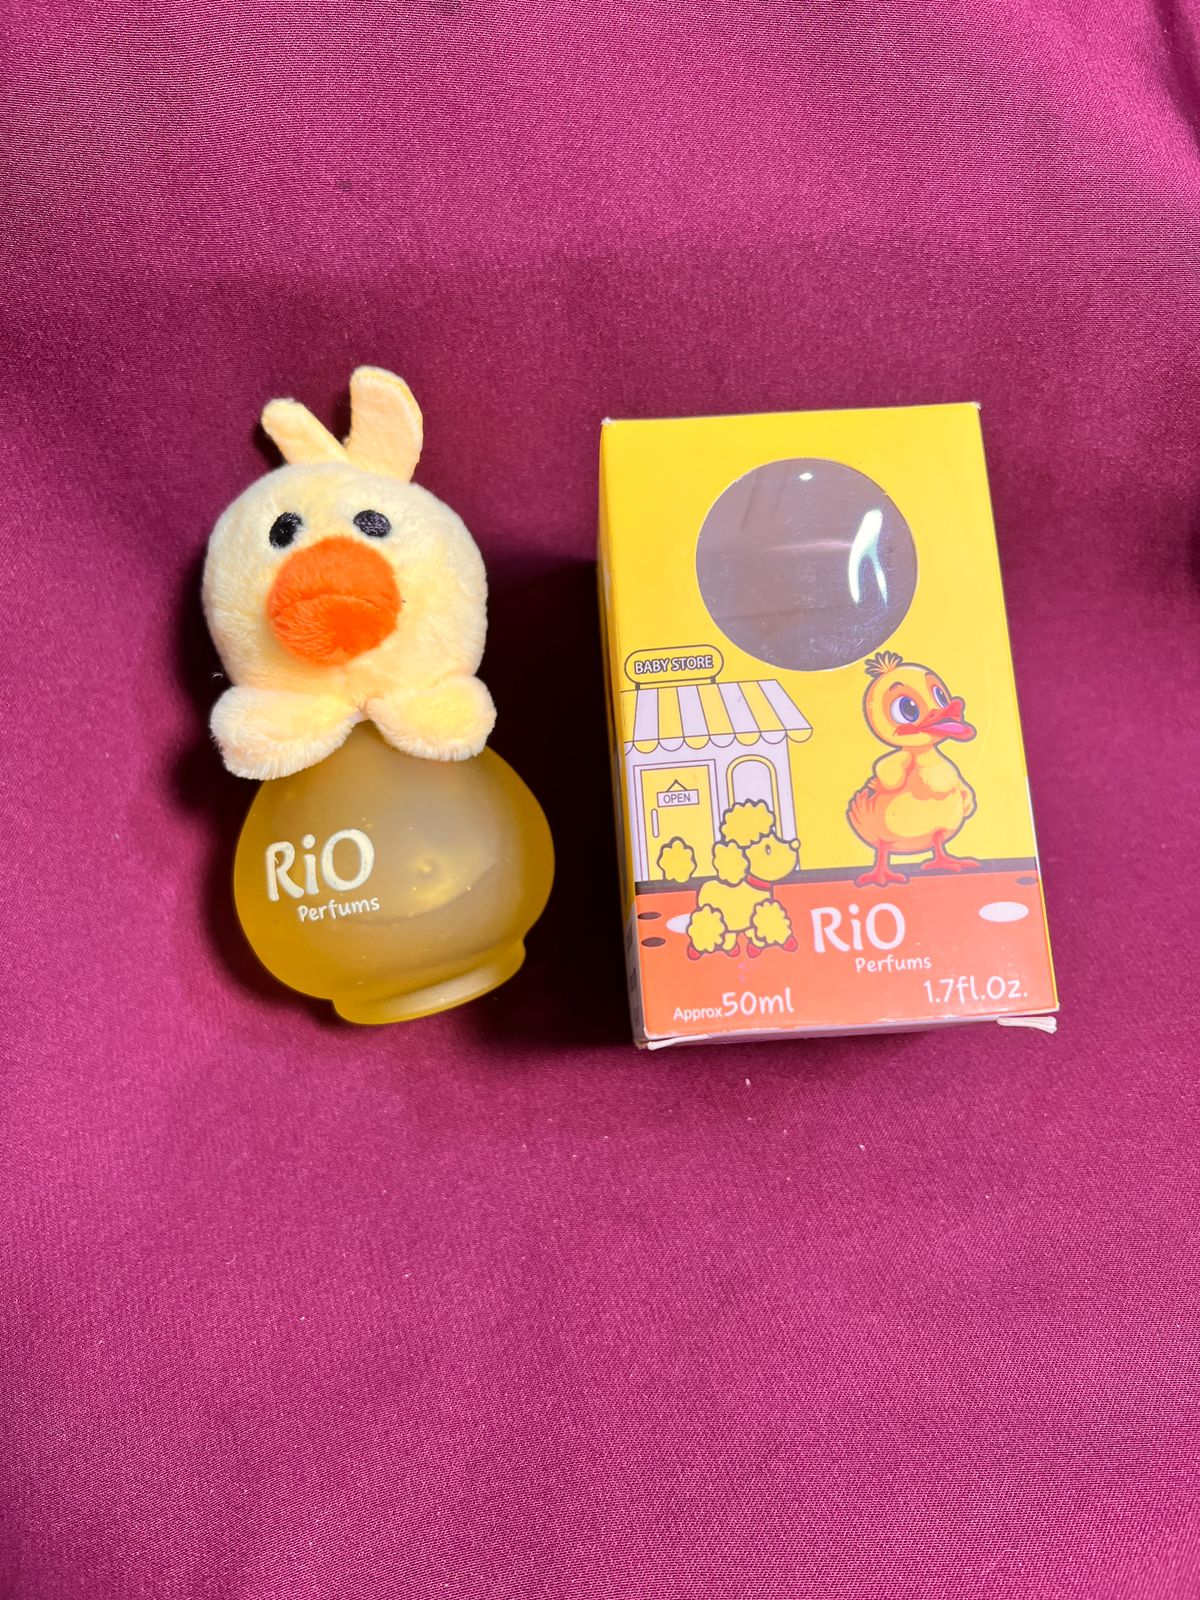 RiO
Perfums
BABY STORE
OPEN
RiO
Perfums
Approx50ml
1.7fl.Oz.